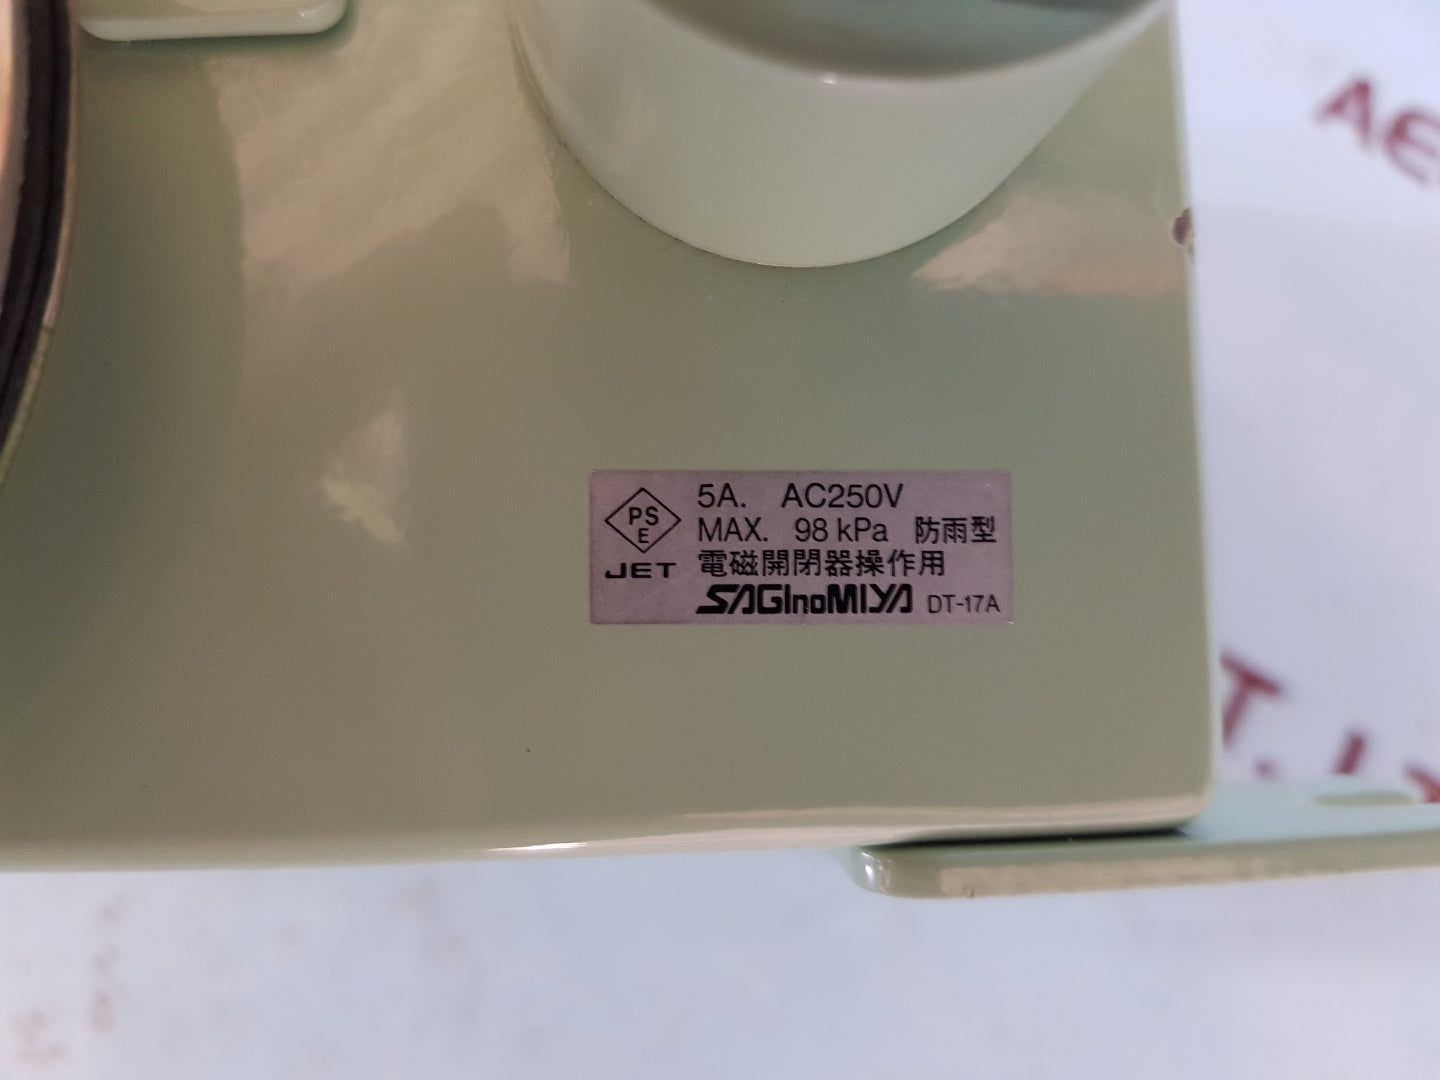 PS
E
JET
5A. AC250V
MAX. 98 kPa 防雨型
電磁開閉器操作用
SAGInoMIYA DT-17A